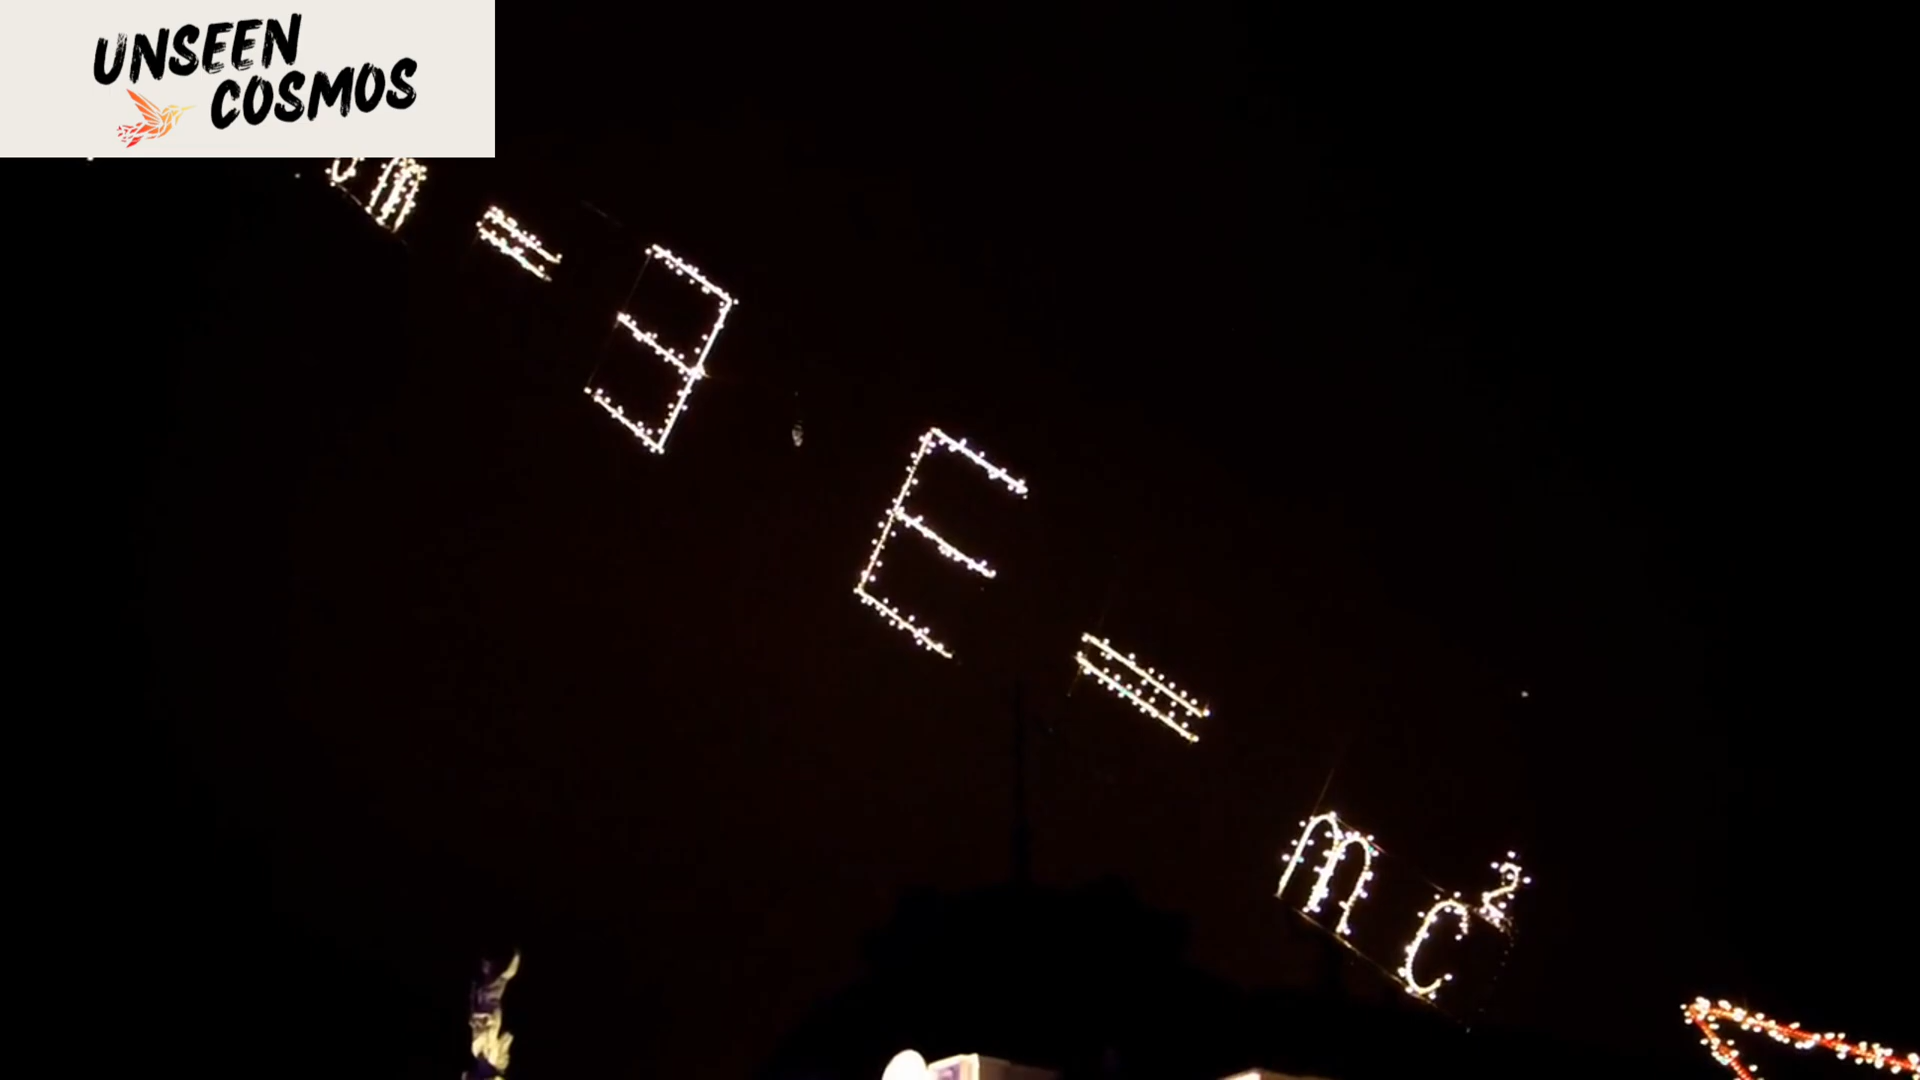 UNSEEN
COSMOS
E = mc²